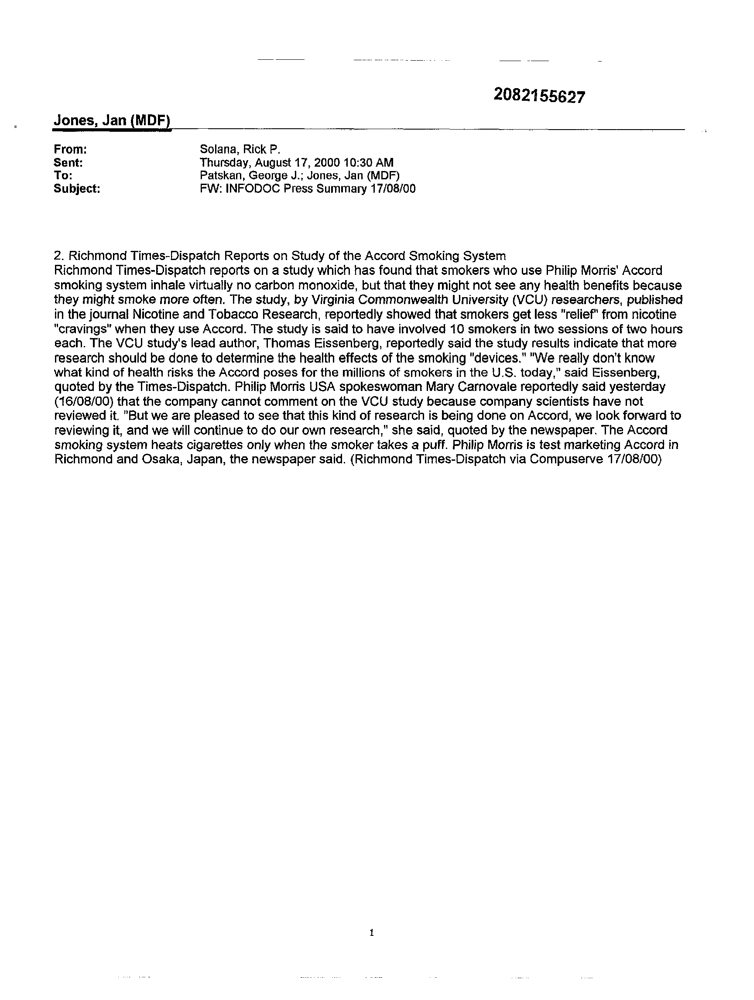 2082155627
Jones, Jan (MDF)
From: Solana, Rick P.
Sent: Thursday, August 17, 2000 10:30 AM
To: Patskan, George J.; Jones, Jan (MDF)
Subject: FW: INFODOC Press Summary 17/08/00
2. Richmond Times-Dispatch Reports on Study of the Accord Smoking System
Richmond Times-Dispatch reports on a study which has found that smokers who use Philip Morris' Accord
smoking system inhale virtually no carbon monoxide, but that they might not see any health benefits because
they might smoke more often. The study, by Virginia Commonwealth University (VCU) researchers, published
in the journal Nicotine and Tobacco Research, reportedly showed that smokers get less "relief" from nicotine
"cravings" when they use Accord. The study is said to have involved 10 smokers in two sessions of two hours
each. The VCU study's lead author, Thomas Eissenberg, reportedly said the study results indicate that more
research should be done to determine the health effects of the smoking "devices." "We really don't know
what kind of health risks the Accord poses for the millions of smokers in the U.S. today," said Eissenberg,
quoted by the Times-Dispatch. Philip Morris USA spokeswoman Mary Carnovale reportedly said yesterday
(16/08/00) that the company cannot comment on the VCU study because company scientists have not
reviewed it. "But we are pleased to see that this kind of research is being done on Accord, we look forward to
reviewing it, and we will continue to do our own research," she said, quoted by the newspaper. The Accord
smoking system heats cigarettes only when the smoker takes a puff. Philip Morris is test marketing Accord in
Richmond and Osaka, Japan, the newspaper said. (Richmond Times-Dispatch via Compuserve 17/08/00)
1